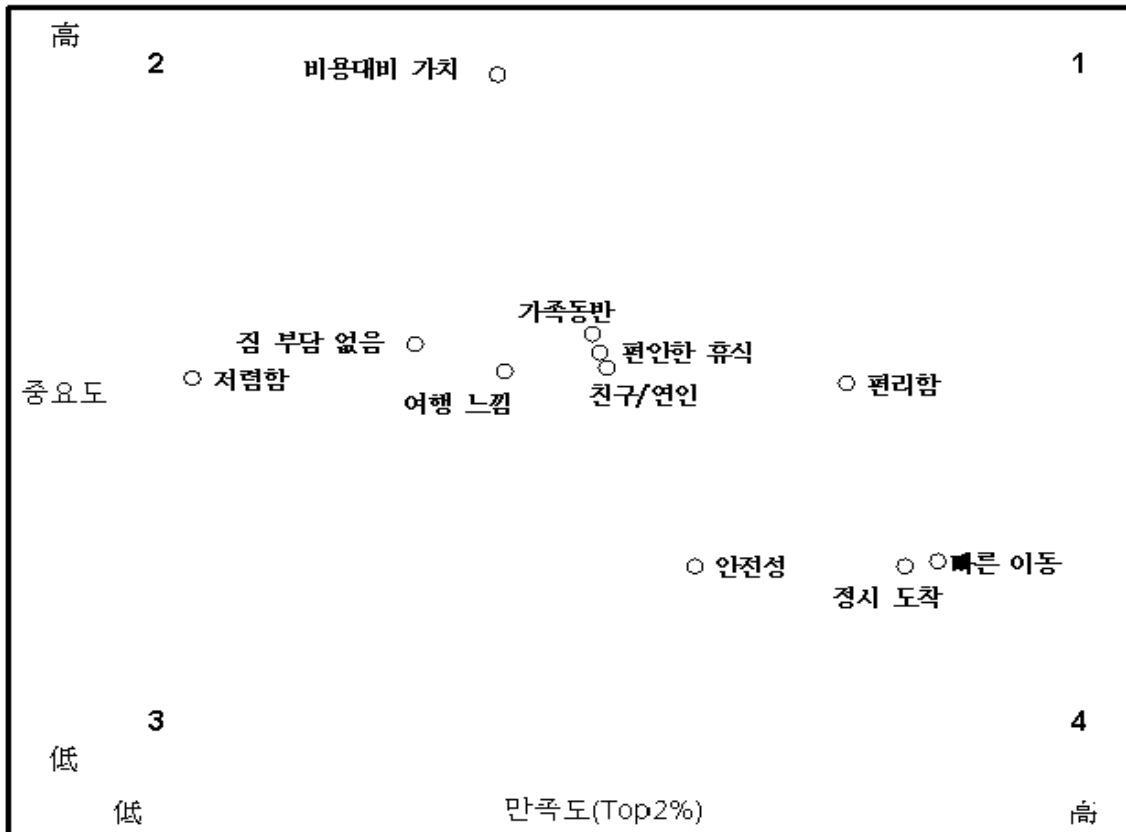 高
2
비용대비 가치
1
가족동반
짐 부담 없음
편안한 휴식
저렴함
친구/연인
편리함
중요도
여행 느낌
안전성
빠른 이동
정시 도착
3
4
低
低
만족도(Top2%)
高